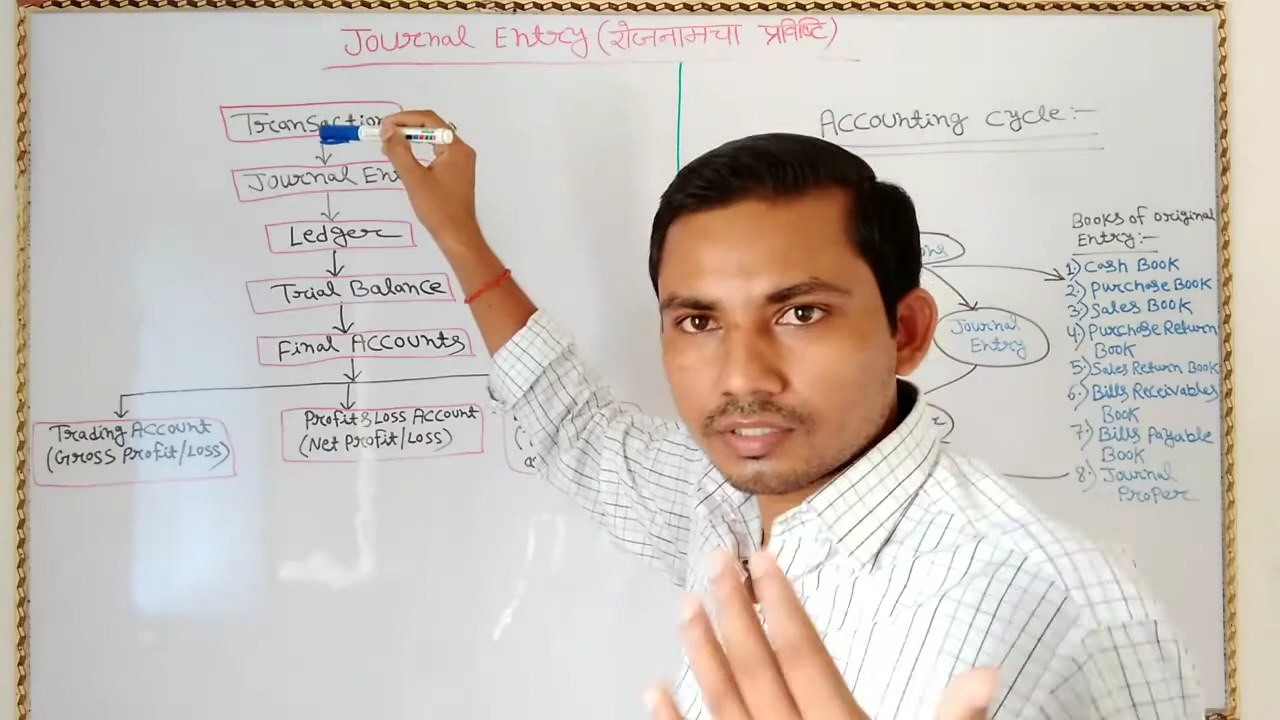 Journal Entry (रोजनामचा प्रविष्टि)
Transaction
Journal En
Ledger
Trial Balance
Final Accounts
Trading Account
(Gross Profit/Loss)
Profit & Loss Account
(Net Profit/Loss)
Accounting cycle:-
Journal
Entry
Books of original
Entry:-
1) Cash Book
2) Purchase Book
3) Sales Book
4) Purchase Return
Book
5) Sales Return Book
6) Bills Receivables
Book
7) Bills Payable
Book
8) Journal
Proper